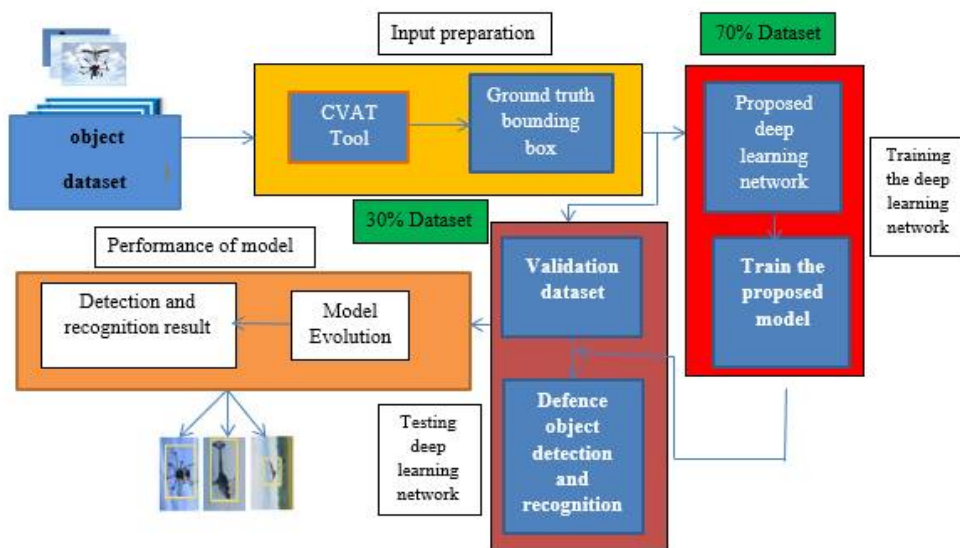 Input preparation
70% Dataset
object
dataset
CVAT
Tool
Ground truth
bounding
box
Proposed
deep
learning
network
Training
the deep
learning
network
30% Dataset
Performance of model
Validation
dataset
Train the
proposed
model
Detection and
recognition result
Model
Evolution
Testing
deep
learning
network
Defence
object
detection
and
recognition